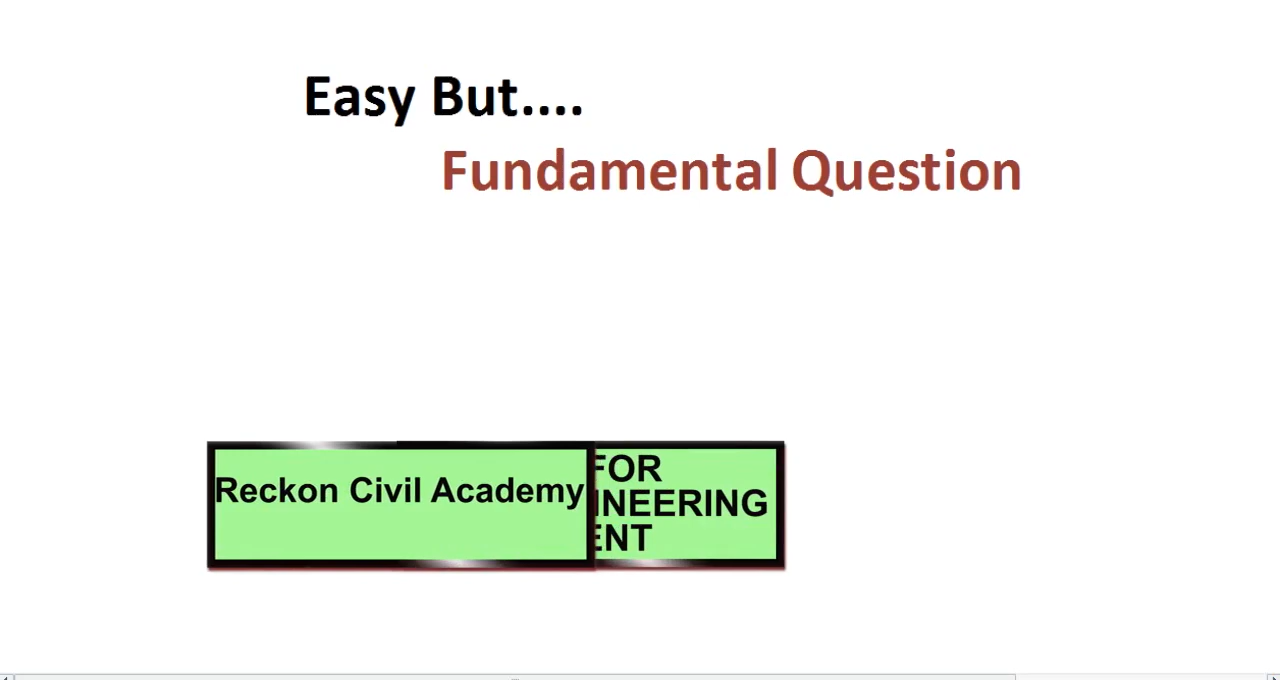 Easy But....
Fundamental Question
Reckon Civil Academy
FOR
INEERING
ENT